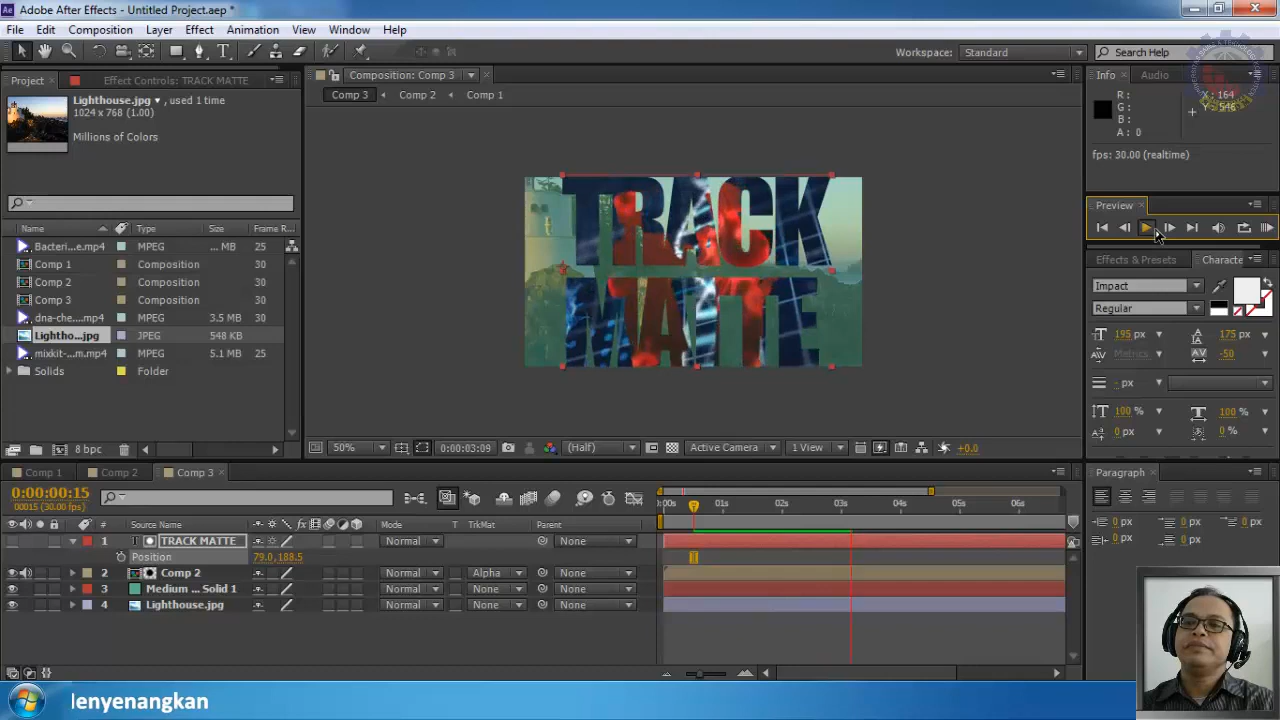 Adobe After Effects - Untitled Project.aep *
File Edit Composition Layer Effect Animation View Window Help
Workspace: Standard Search Help
Project Effect Controls: TRACK MATTE
Composition: Comp 3
Info Audio
Lighthouse.jpg ▼, used 1 time
1024 x 768 (1.00)
Millions of Colors
Comp 3 Comp 2 Comp 1
R : X : 164
G : Y : 546
B :
A : 0
fps: 30.00 (realtime)
Preview
Name Type Size Frame R...
Bacteri...e.mp4 MPEG ... MB 25
Comp 1 Composition 30
Comp 2 Composition 30
Comp 3 Composition 30
dna-che....mp4 MPEG 3.5 MB 30
Lightho...jpg JPEG 548 KB
mixkit-...m.mp4 MPEG 5.1 MB 25
Solids Folder
TRACK
MATTE
Effects & Presets Characte
Impact
Regular
195 px 175 px
Metrics -50
- px
100 % 100 %
0 px 0 %
8 bpc
50% 0:00:03:09 (Half) Active Camera 1 View +0.0
Comp 1 Comp 2 Comp 3
Paragraph
0 px 0 px 0 px
0 px 0 px
0:00:00:15
00015 (30.00 fps)
:00s 01s 02s 03s 04s 05s 06s
# Source Name Mode T TrkMat Parent
1 T TRACK MATTE Normal None
Position 79.0,188.5
2 Comp 2 Normal Alpha None
3 Medium ... Solid 1 Normal None None
4 Lighthouse.jpg Normal None None
lenyenangkan